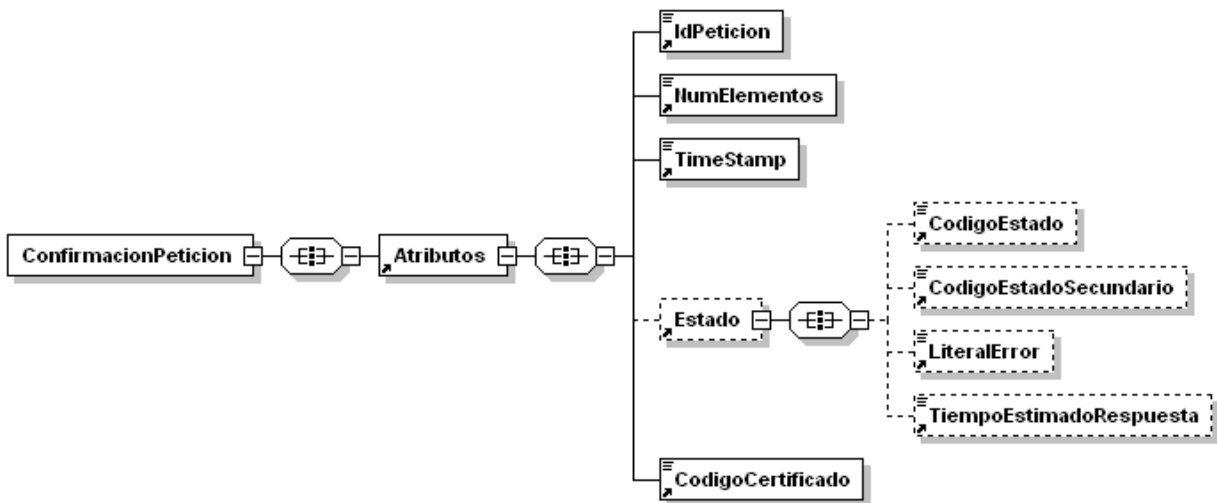 IdPeticion
NumElementos
TimeStamp
CodigoEstado
ConfirmacionPeticion
Atributos
CodigoEstadoSecundario
Estado
LiteralError
TiempoEstimadoRespuesta
CodigoCertificado